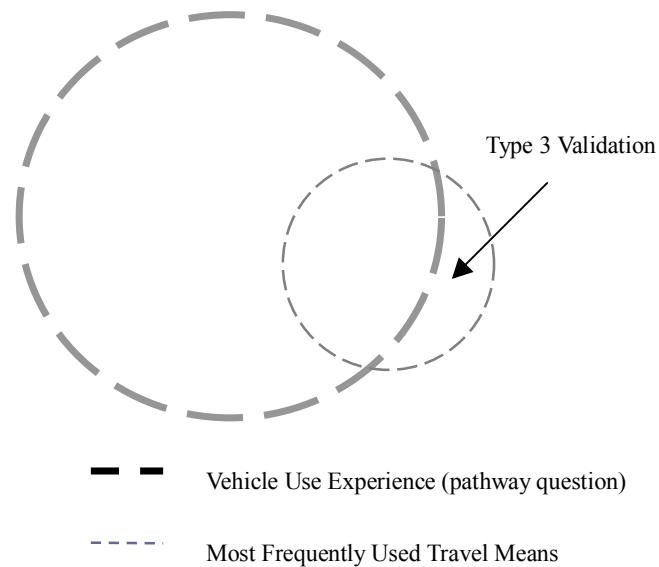 Type 3 Validation
Vehicle Use Experience (pathway question)
Most Frequently Used Travel Means